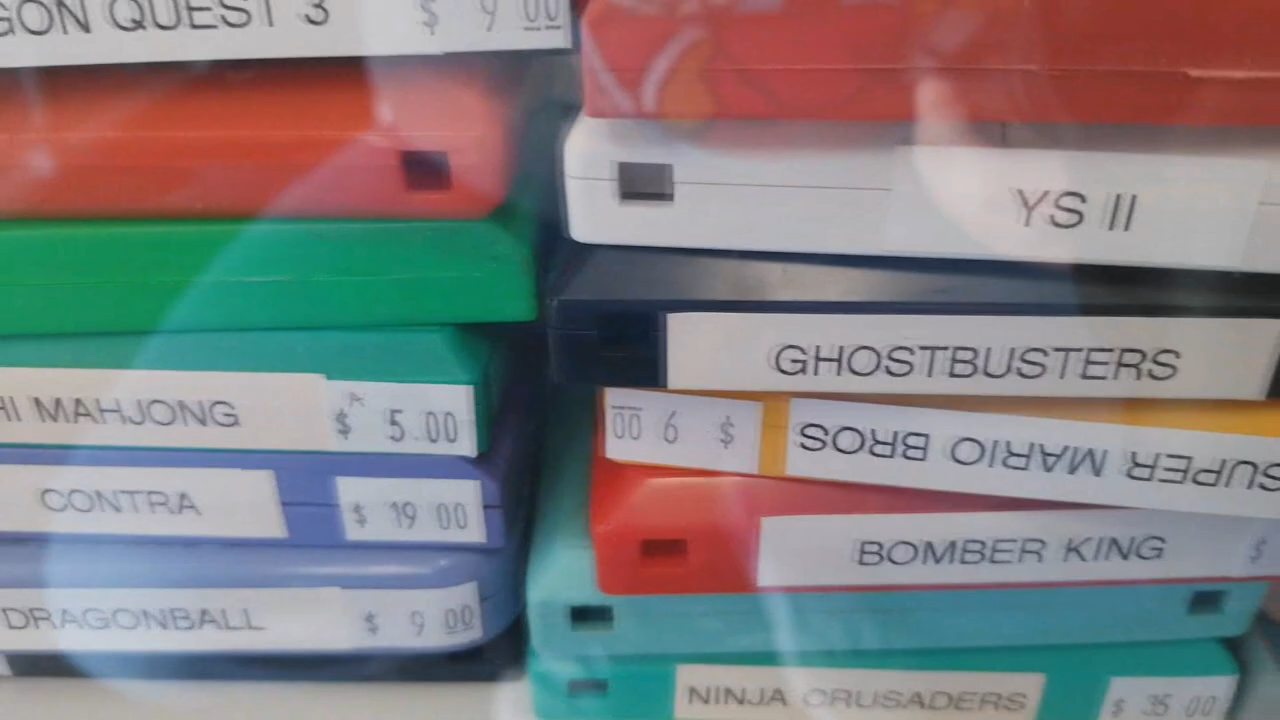 GON QUEST 3 $ 9 00
HI MAHJONG $ 5.00
CONTRA $ 19 00
DRAGONBALL $ 9 00
YS II
GHOSTBUSTERS
SUPER MARIO BROS $ 9 00
BOMBER KING $
NINJA CRUSADERS $ 35 00